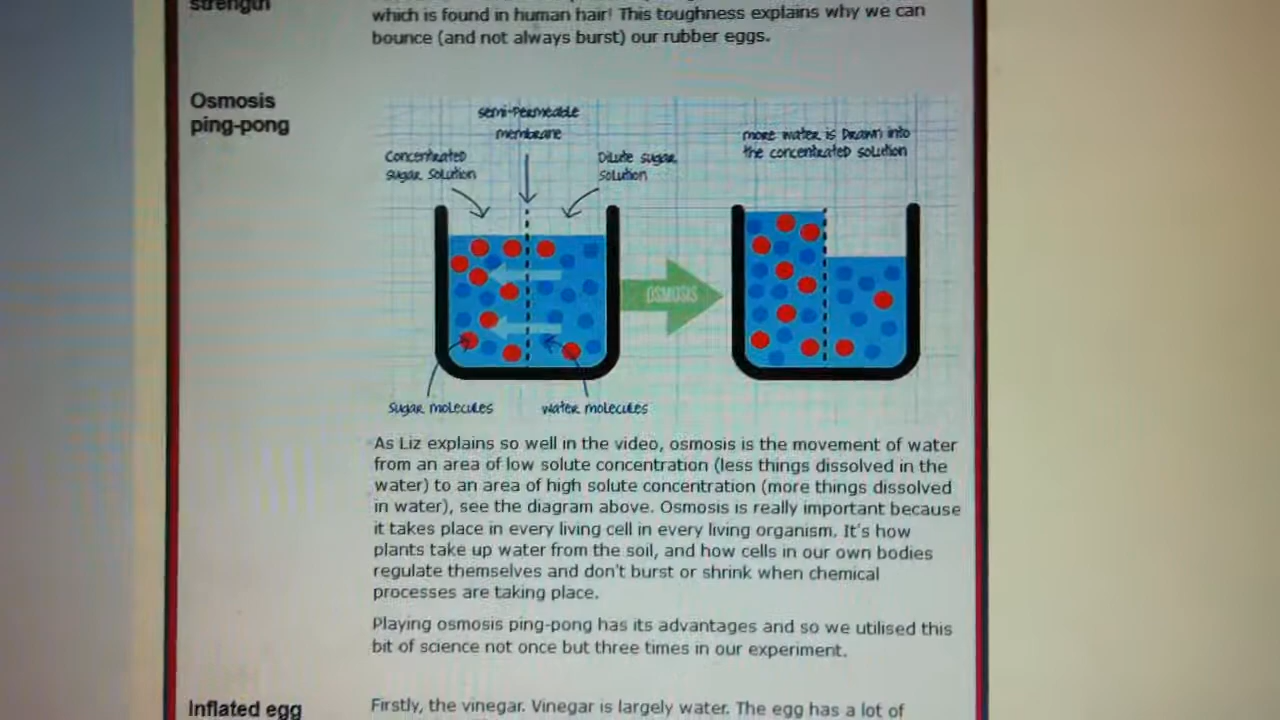 strength
which is found in human hair! This toughness explains why we can
bounce (and not always burst) our rubber eggs.
Osmosis
ping-pong
semi-permeable
membrane
Concentrated
sugar solution
Dilute sugar
solution
more water is drawn into
the concentrated solution
OSMOSIS
sugar molecules
water molecules
As Liz explains so well in the video, osmosis is the movement of water
from an area of low solute concentration (less things dissolved in the
water) to an area of high solute concentration (more things dissolved
in water), see the diagram above. Osmosis is really important because
it takes place in every living cell in every living organism. It's how
plants take up water from the soil, and how cells in our own bodies
regulate themselves and don't burst or shrink when chemical
processes are taking place.
Playing osmosis ping-pong has its advantages and so we utilised this
bit of science not once but three times in our experiment.
Inflated egg
Firstly, the vinegar. Vinegar is largely water. The egg has a lot of